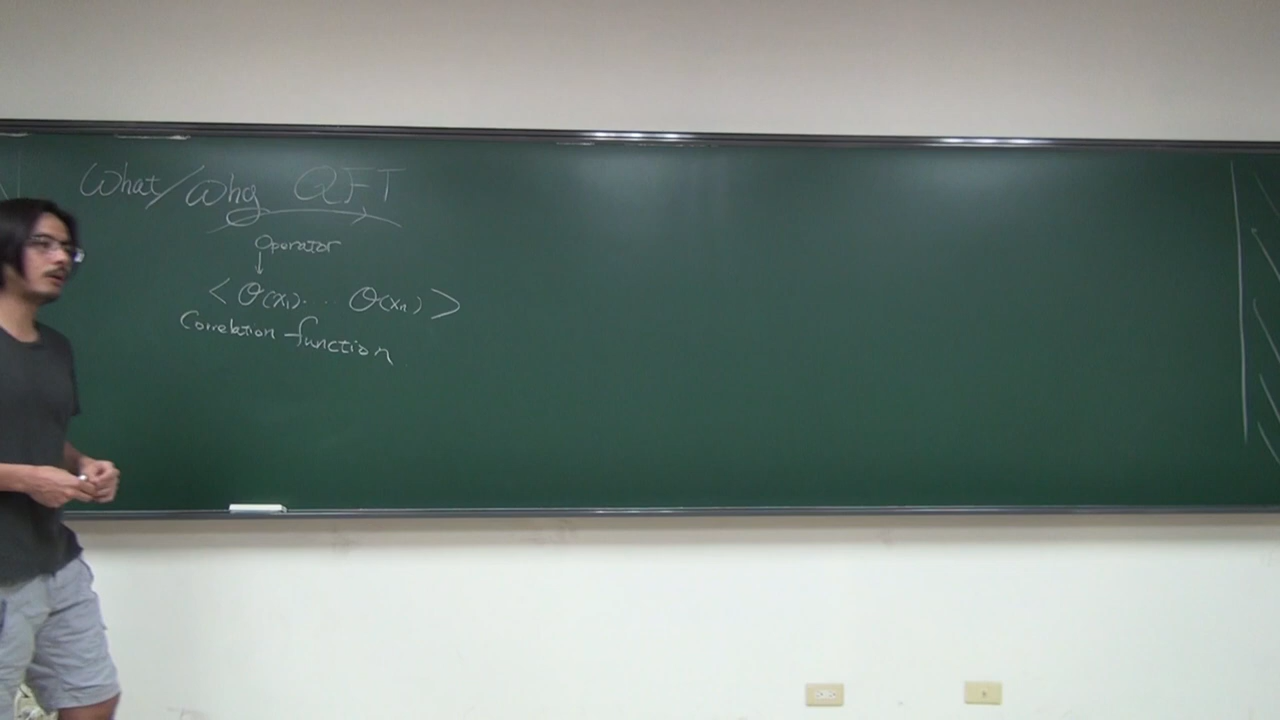 What/Why QFT
Operator
↓
< O(x₁). . . O(xₙ) >
Correlation function